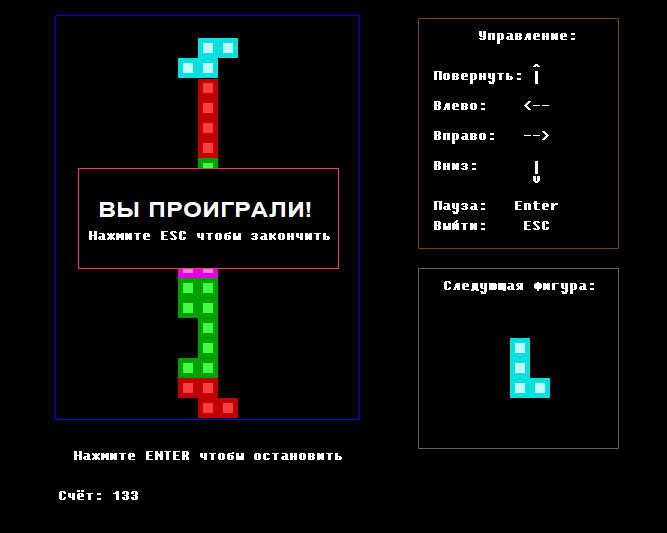 ВЫ ПРОИГРАЛИ!
Нажмите ESC чтобы закончить
Нажмите ENTER чтобы остановить
Счёт: 133
Управление:
Повернуть: ^
|
Влево: <--
Вправо: -->
Вниз: |
v
Пауза: Enter
Выйти: ESC
Следующая фигура: